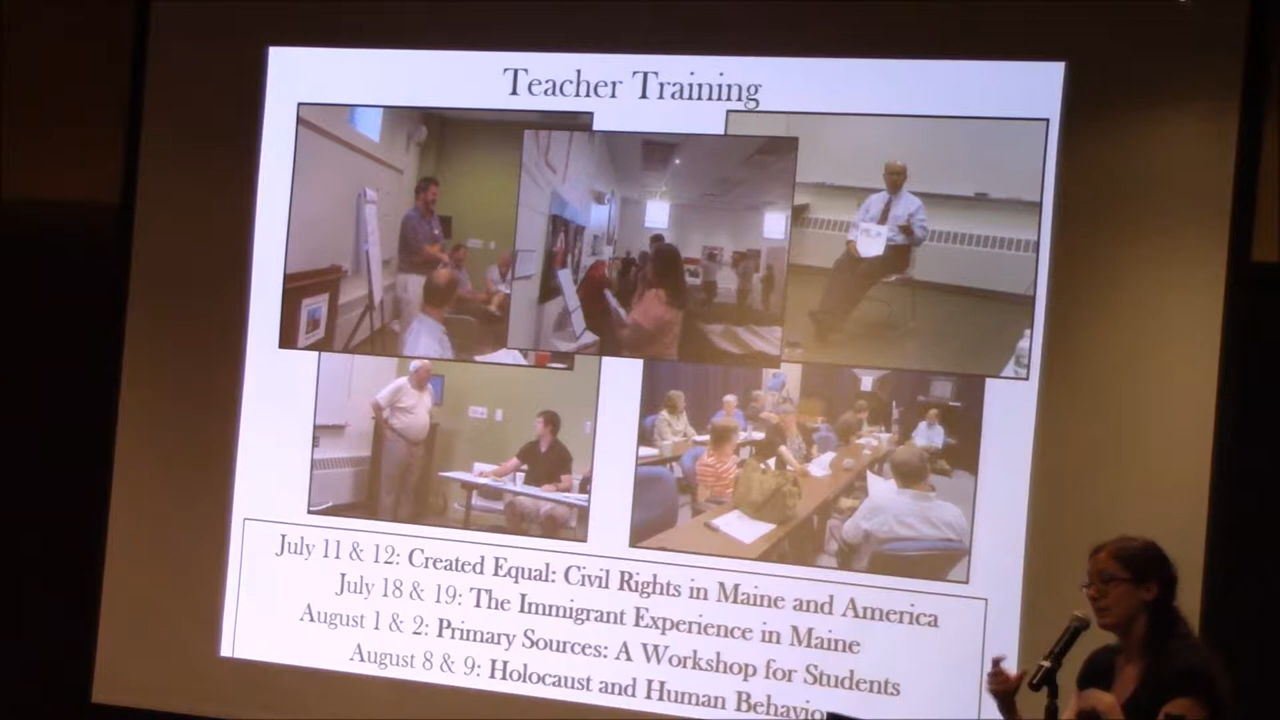 Teacher Training
July 11 & 12: Created Equal: Civil Rights in Maine and America
July 18 & 19: The Immigrant Experience in Maine
August 1 & 2: Primary Sources: A Workshop for Students
August 8 & 9: Holocaust and Human